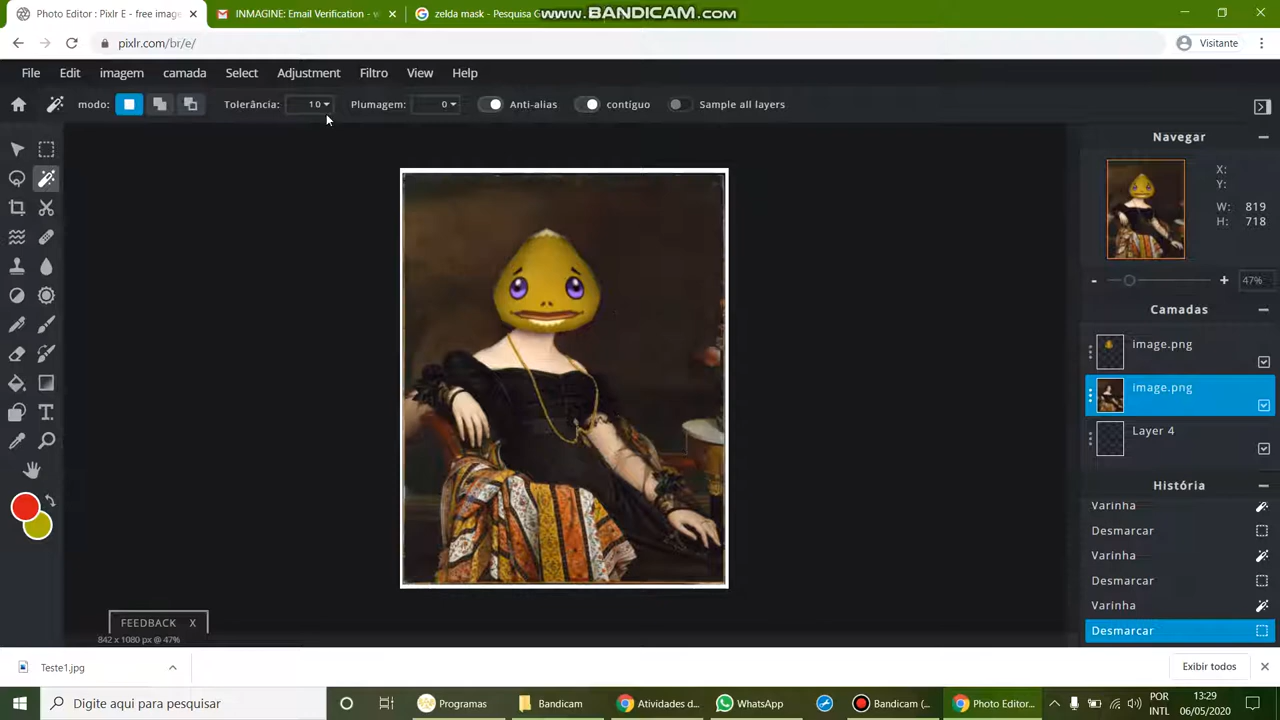 Photo Editor : Pixlr E - free imag
INMAGINE: Email Verification -
zelda mask - Pesquisa G
www.BANDICAM.com
pixlr.com/br/e/
Visitante
File Edit imagem camada Select Adjustment Filtro View Help
modo: Tolerância: 10 Plumagem: 0 Anti-alias contíguo Sample all layers
Navegar
X:
Y:
W: 819
H: 718
- + 47%
Camadas
image.png
image.png
Layer 4
História
Varinha
Desmarcar
Varinha
Desmarcar
Varinha
Desmarcar
FEEDBACK X
842 x 1080 px @ 47%
Teste1.jpg
Exibir todos
Digite aqui para pesquisar
Programas
Bandicam
Atividades d...
WhatsApp
Bandicam (...
Photo Editor...
POR
INTL
13:29
06/05/2020